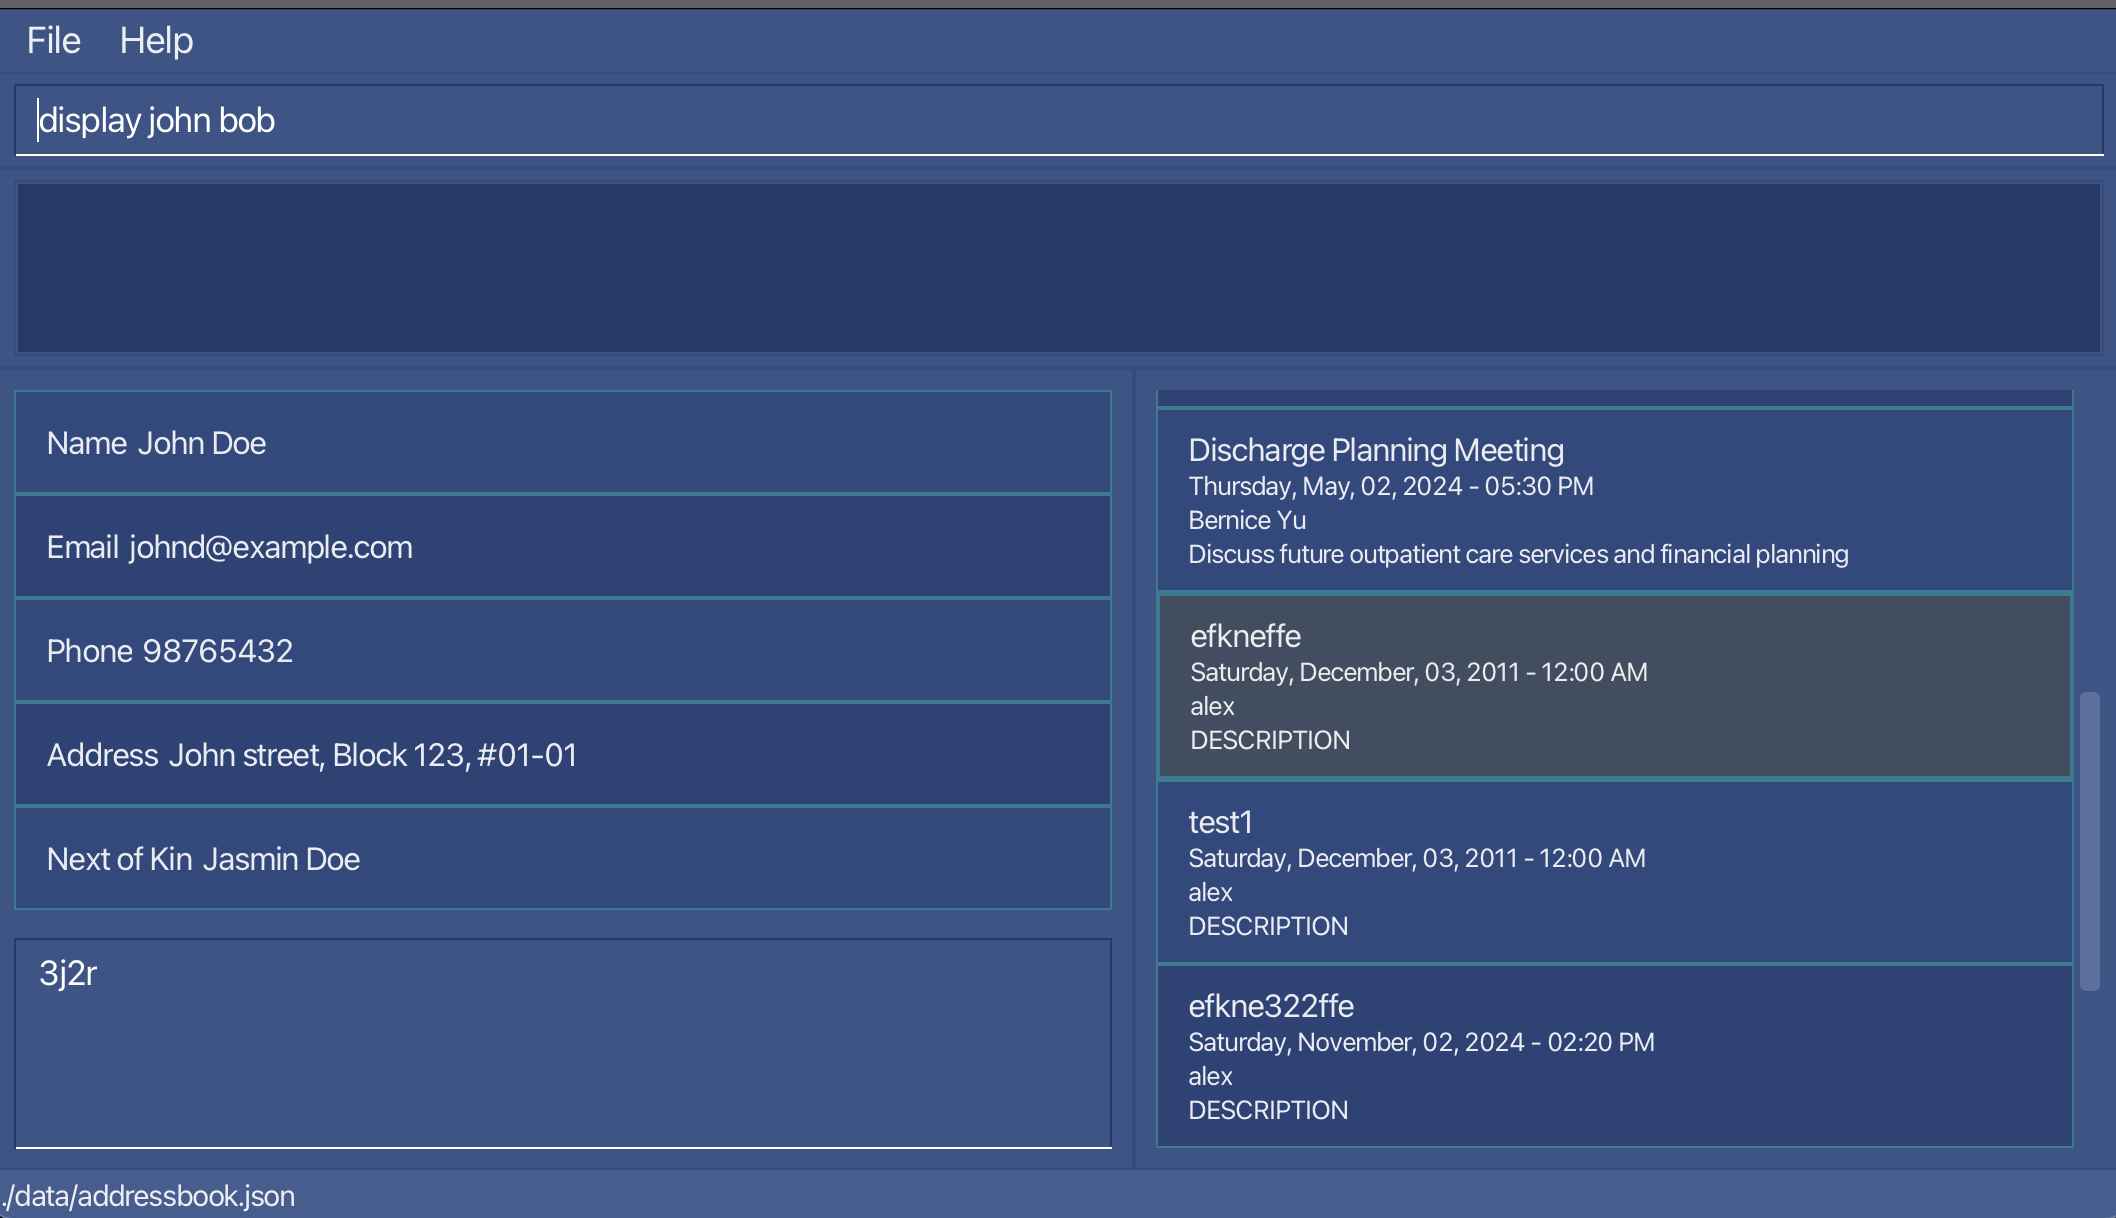 File Help
display john bob
Name John Doe
Email johnd@example.com
Phone 98765432
Address John street, Block 123, #01-01
Next of Kin Jasmin Doe
3j2r
Discharge Planning Meeting
Thursday, May, 02, 2024 - 05:30 PM
Bernice Yu
Discuss future outpatient care services and financial planning
efkneffe
Saturday, December, 03, 2011 - 12:00 AM
alex
DESCRIPTION
test1
Saturday, December, 03, 2011 - 12:00 AM
alex
DESCRIPTION
efkne322ffe
Saturday, November, 02, 2024 - 02:20 PM
alex
DESCRIPTION
./data/addressbook.json